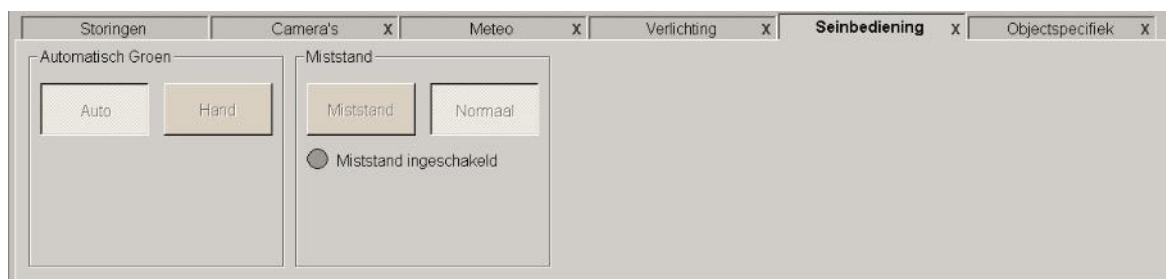 Storingen Camera's X Meteo X Verlichting X Seinbediening X Objectspecifiek X
Automatisch Groen Miststand
Auto Hand Miststand Normaal
Miststand ingeschakeld